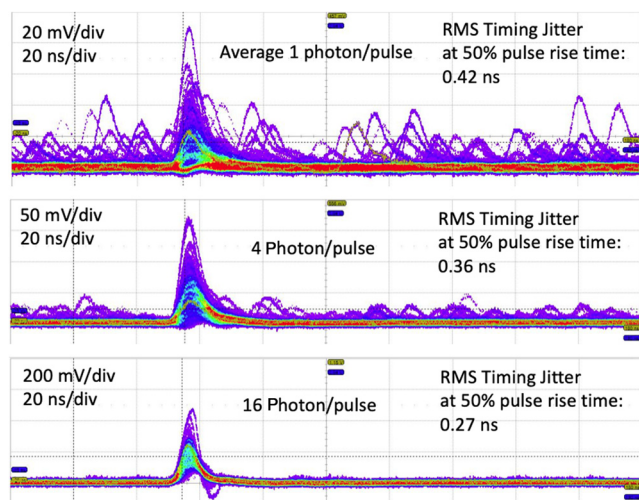 20 mV/div
20 ns/div
Average 1 photon/pulse
RMS Timing Jitter
at 50% pulse rise time:
0.42 ns
50 mV/div
20 ns/div
4 Photon/pulse
RMS Timing Jitter
at 50% pulse rise time:
0.36 ns
200 mV/div
20 ns/div
16 Photon/pulse
RMS Timing Jitter
at 50% pulse rise time:
0.27 ns